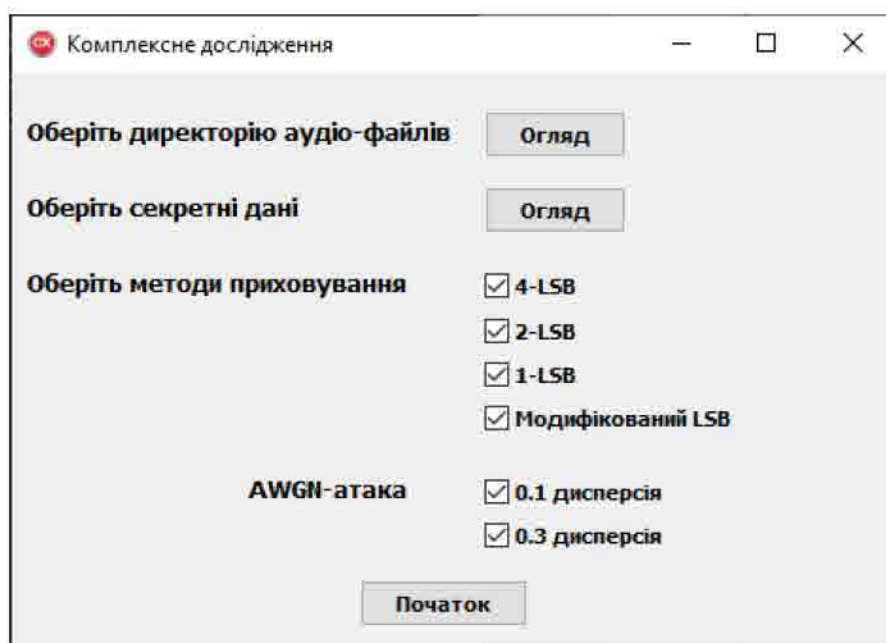 Комплексне дослідження
Оберіть директорію аудіо-файлів Огляд
Оберіть секретні дані Огляд
Оберіть методи приховування 4-LSB
2-LSB
1-LSB
Модифікований LSB
AWGN-атака 0.1 дисперсія
0.3 дисперсія
Початок